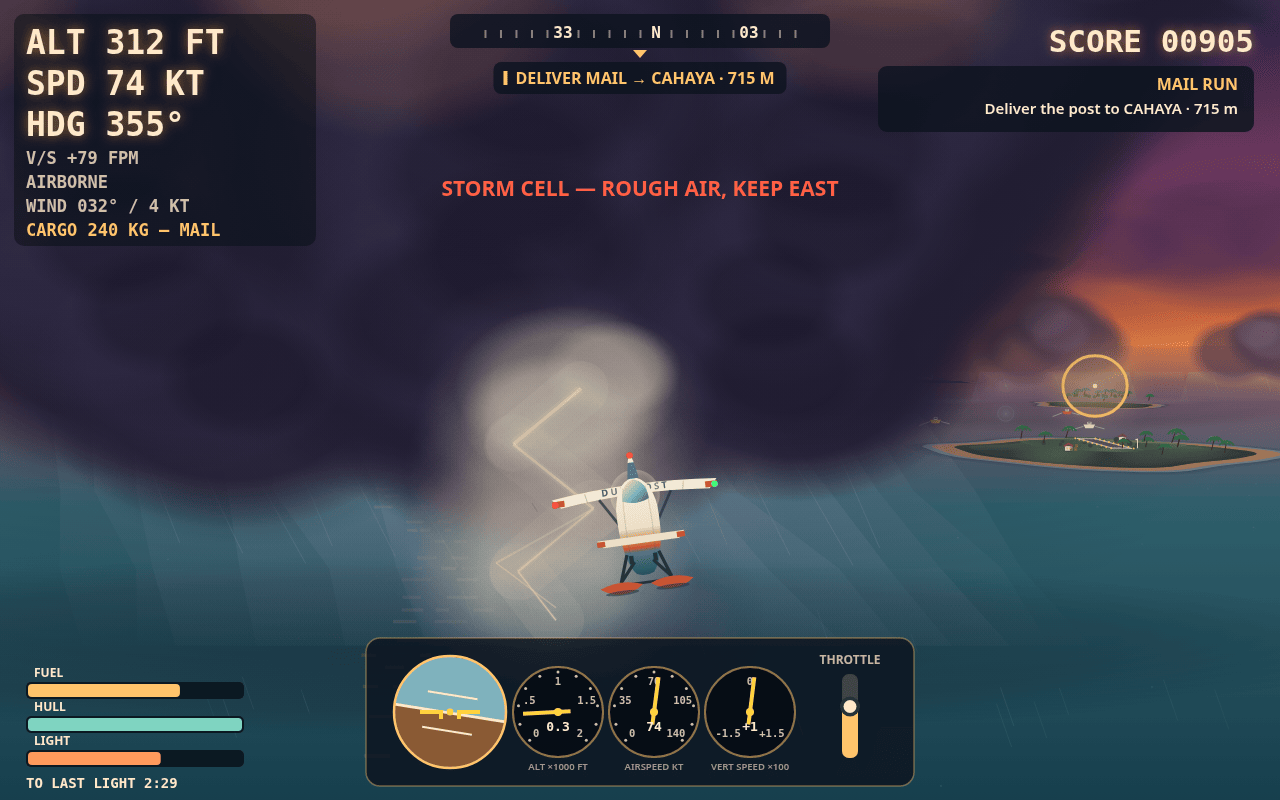 ALT 312 FT
SPD 74 KT
HDG 355°
V/S +79 FPM
AIRBORNE
WIND 032° / 4 KT
CARGO 240 KG — MAIL
33 N 03
DELIVER MAIL → CAHAYA · 715 M
SCORE 00905
MAIL RUN
Deliver the post to CAHAYA · 715 m
STORM CELL — ROUGH AIR, KEEP EAST
FUEL
HULL
LIGHT
TO LAST LIGHT 2:29
0 .5 1 1.5 2
0.3
ALT ×1000 FT
0 35 70 105 140
74
AIRSPEED KT
-1.5 0 +1.5
+1
VERT SPEED ×100
THROTTLE